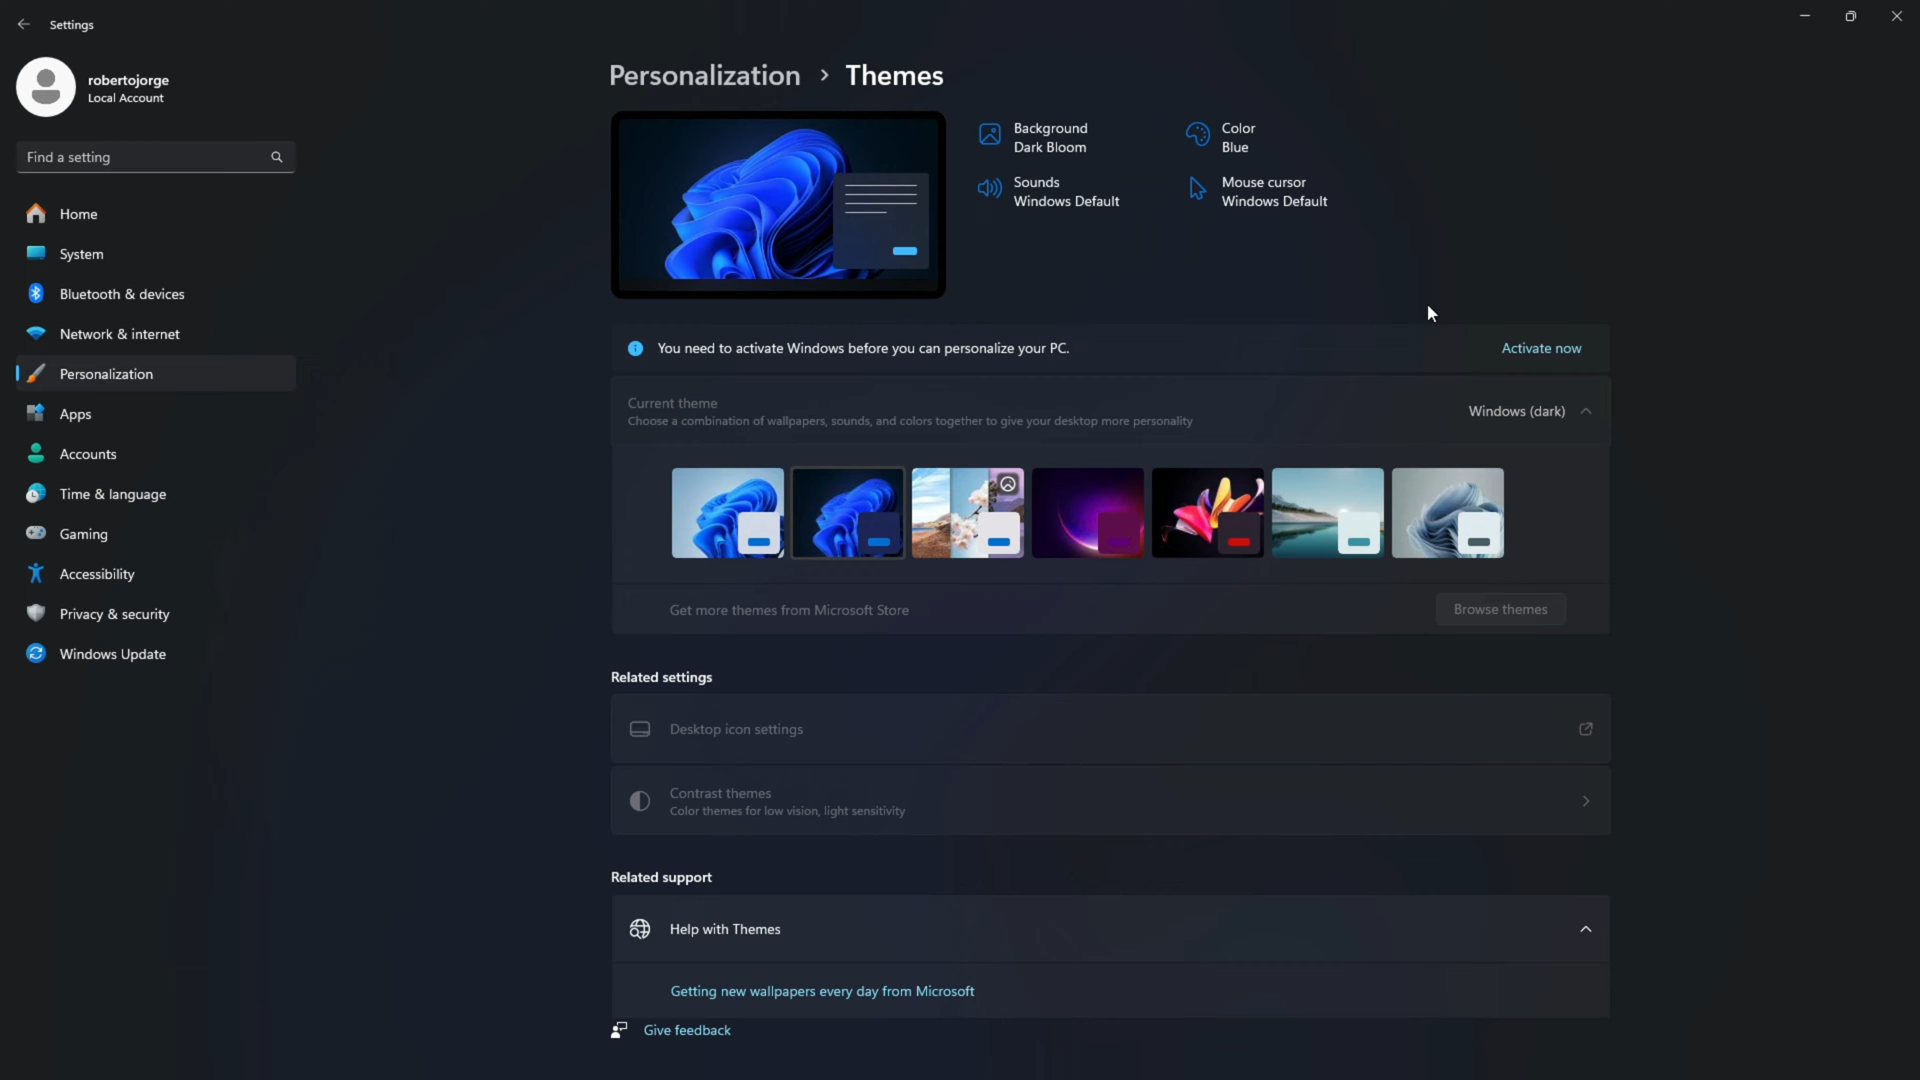 Settings
robertojorge
Local Account
Find a setting
Home
System
Bluetooth & devices
Network & internet
Personalization
Apps
Accounts
Time & language
Gaming
Accessibility
Privacy & security
Windows Update
Personalization > Themes
Background
Dark Bloom
Color
Blue
Sounds
Windows Default
Mouse cursor
Windows Default
You need to activate Windows before you can personalize your PC.
Activate now
Current theme
Choose a combination of wallpapers, sounds, and colors together to give your desktop more personality
Windows (dark)
Get more themes from Microsoft Store
Browse themes
Related settings
Desktop icon settings
Contrast themes
Color themes for low vision, light sensitivity
Related support
Help with Themes
Getting new wallpapers every day from Microsoft
Give feedback